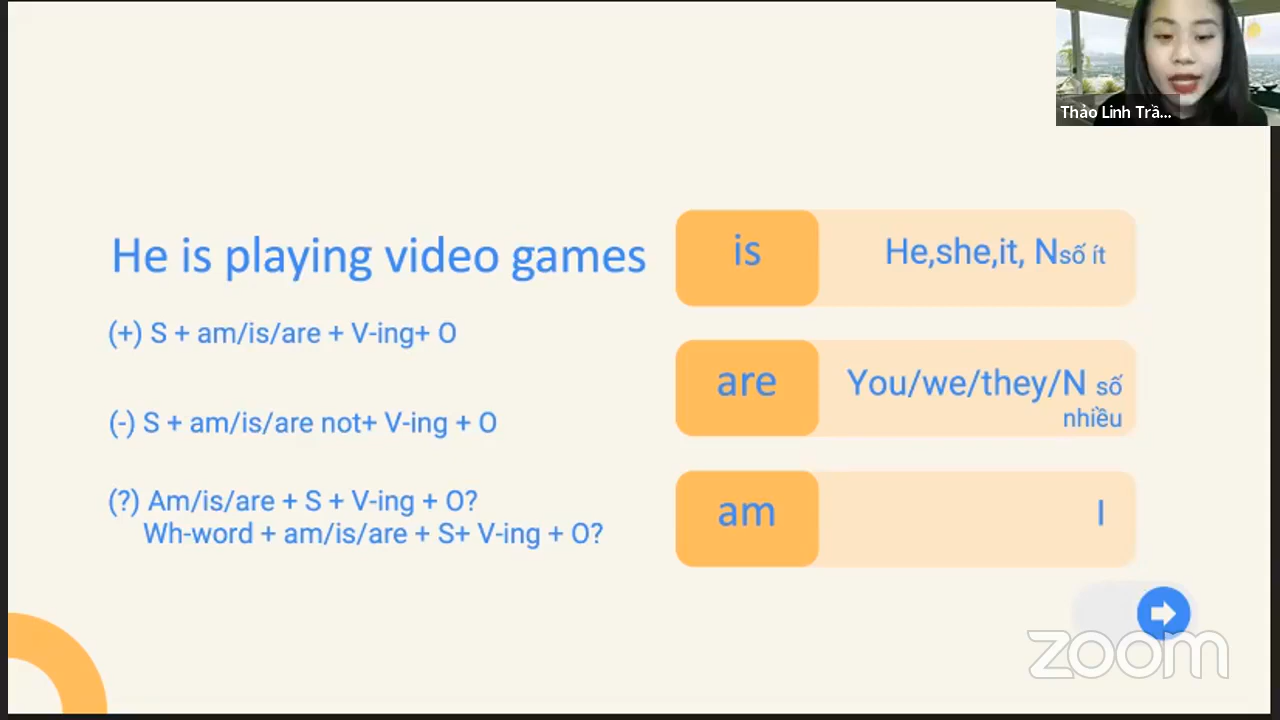 Thảo Linh Trầ...
He is playing video games
(+) S + am/is/are + V-ing+ O
(-) S + am/is/are not+ V-ing + O
(?) Am/is/are + S + V-ing + O?
Wh-word + am/is/are + S+ V-ing + O?
is
He,she,it, Nsố ít
are
You/we/they/N số
nhiều
am
I
zoom